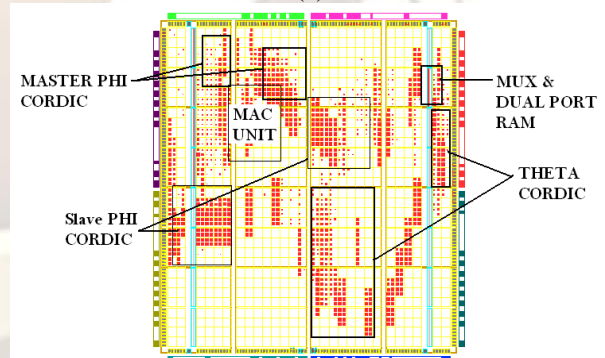 MASTER PHI
CORDIC
MAC
UNIT
MUX &
DUAL PORT
RAM
THETA
CORDIC
Slave PHI
CORDIC